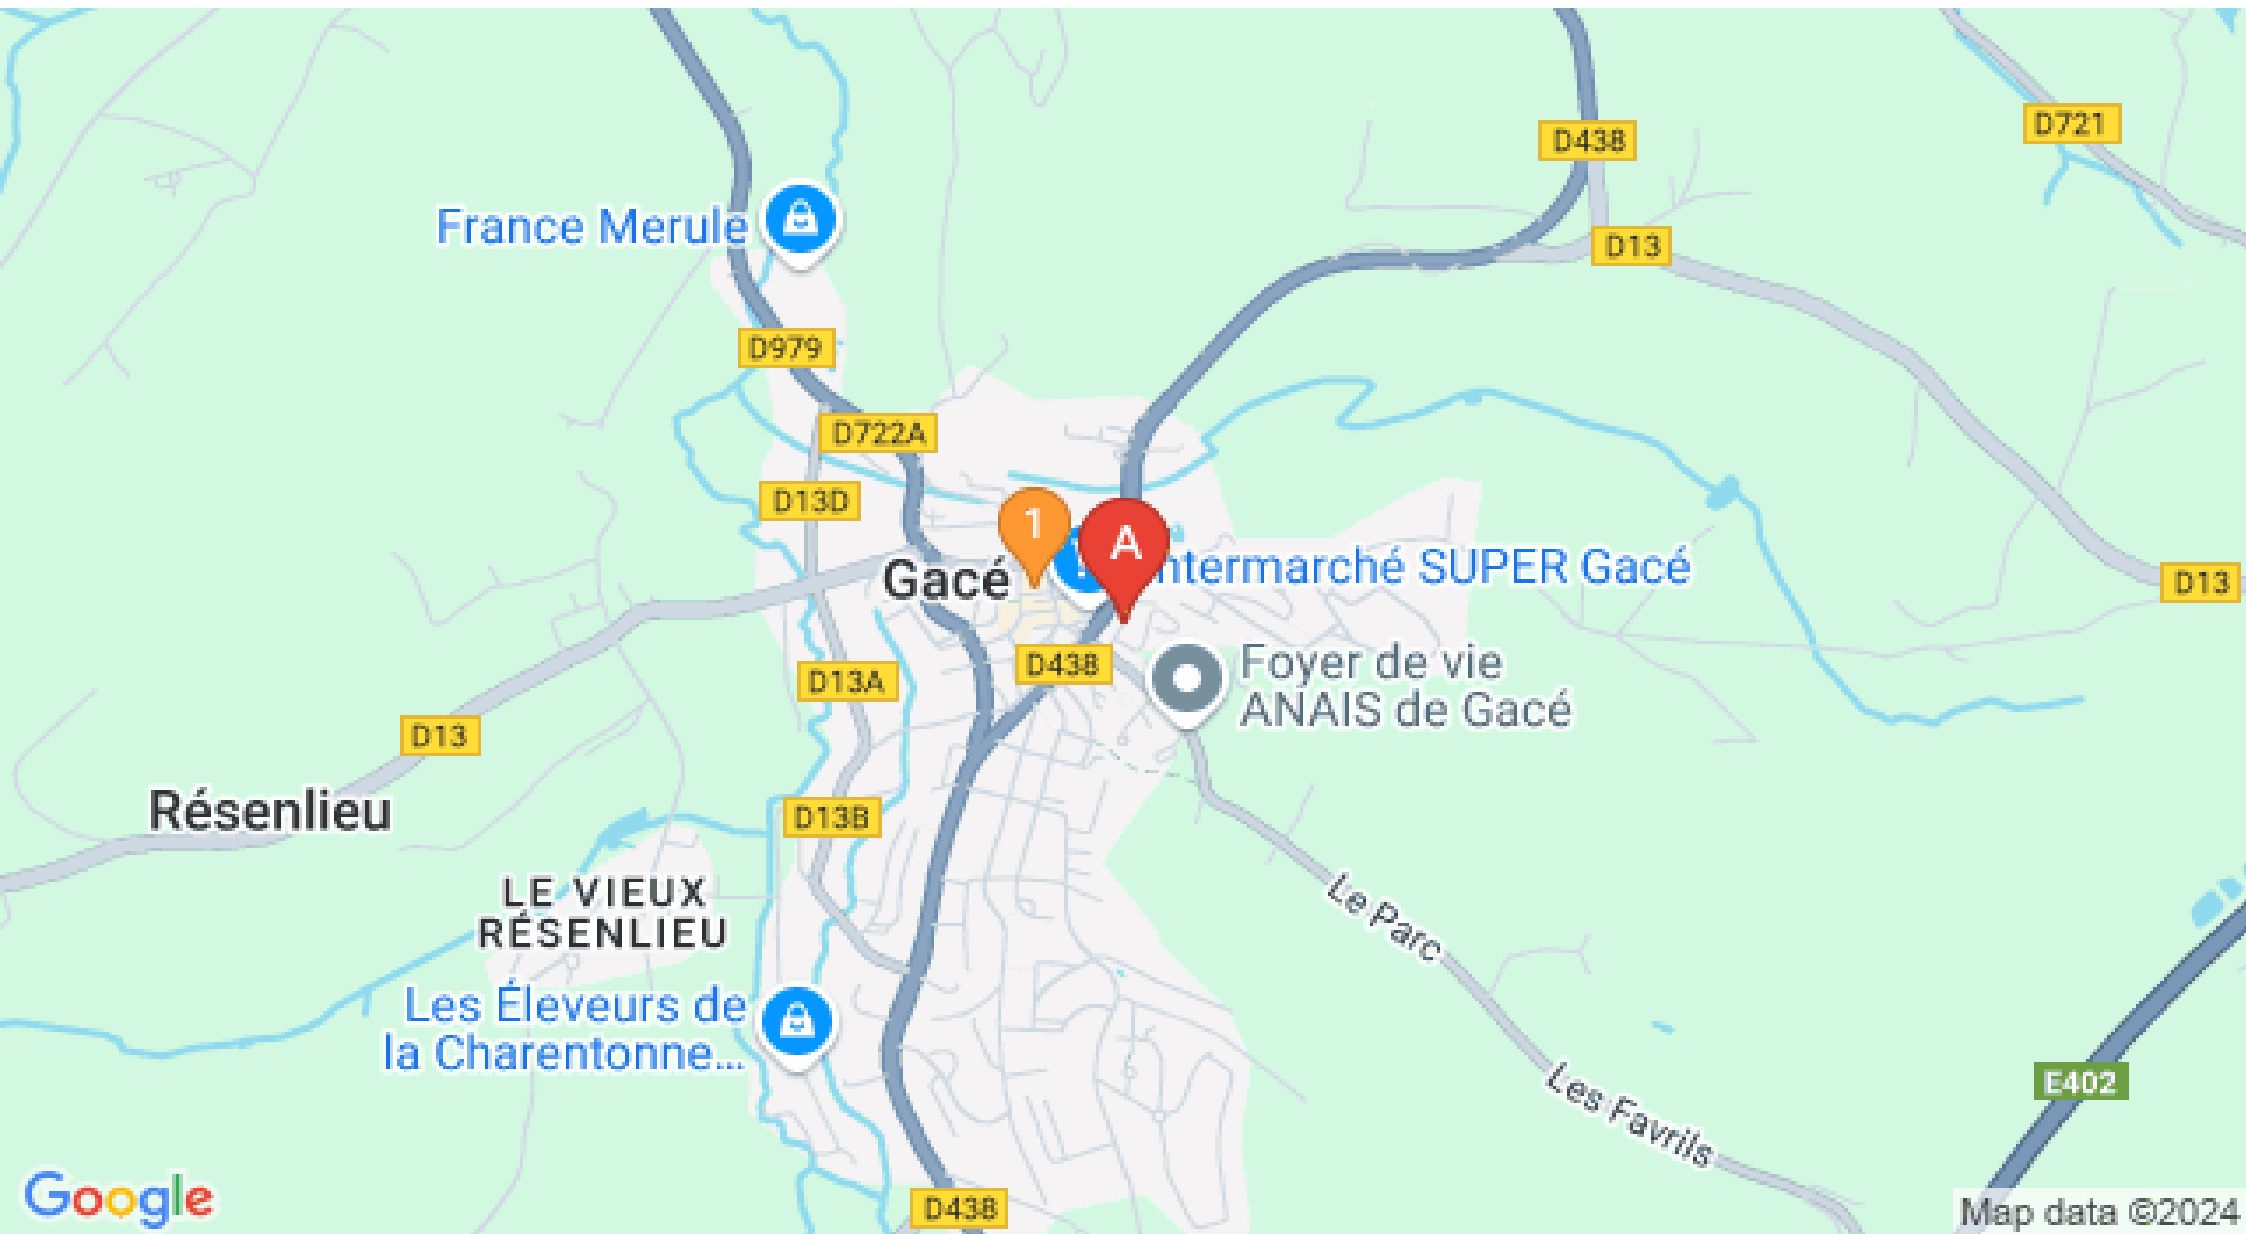 D438
D721
France Merule
D13
D979
D722A
D13D
1
A
Gacé
ntermarché SUPER Gacé
D13
D438
Foyer de vie
ANAIS de Gacé
D13A
D13
Résenlieu
D13B
LE VIEUX
RÉSENLIEU
Le Parc
Les Éleveurs de
la Charentonne...
E402
Les Favrils
Google
D438
Map data ©2024